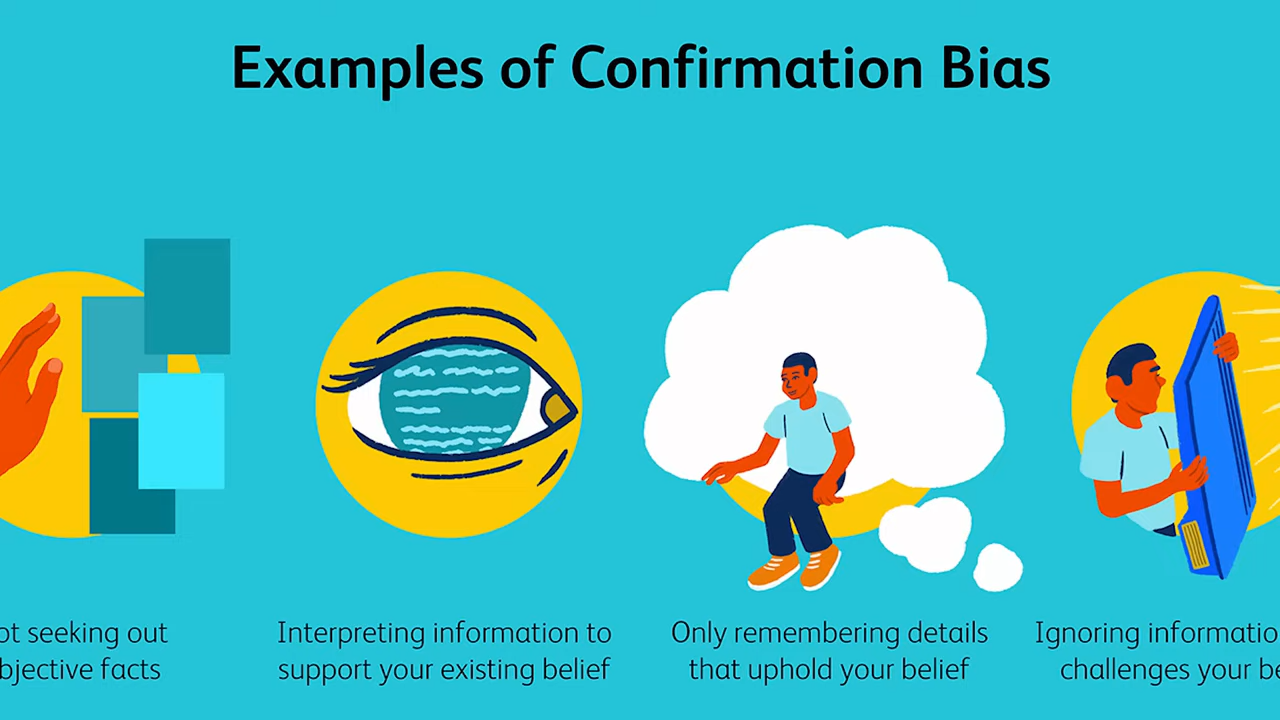 Examples of Confirmation Bias
ot seeking out
bjective facts
Interpreting information to
support your existing belief
Only remembering details
that uphold your belief
Ignoring informatio
challenges your be